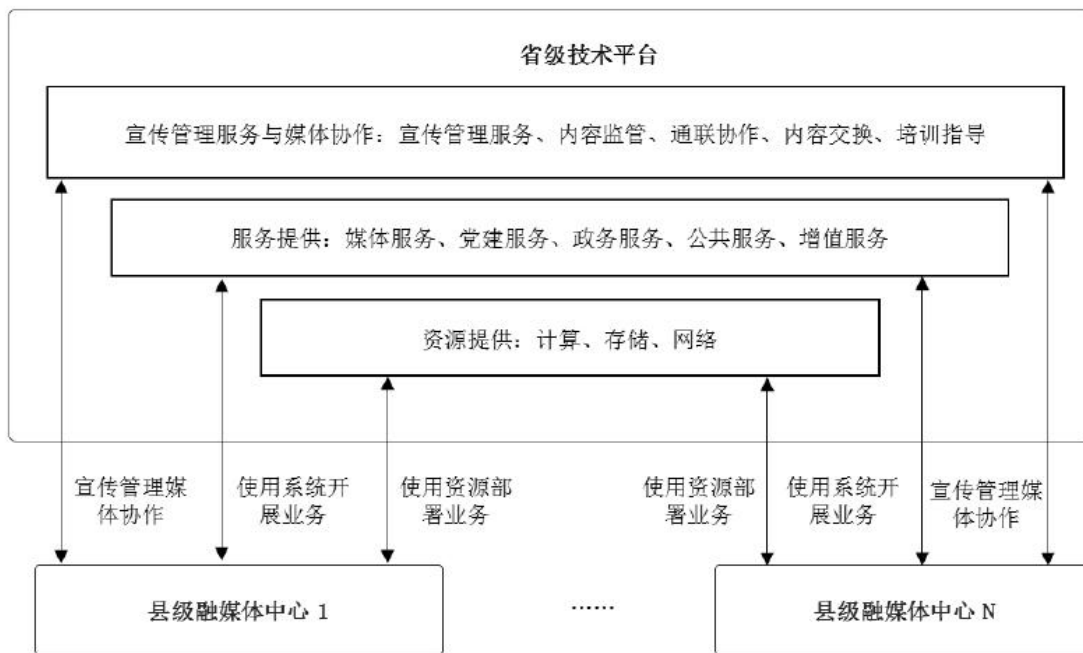 省级技术平台
宣传管理服务与媒体协作：宣传管理服务、内容监管、通联协作、内容交换、培训指导
服务提供：媒体服务、党建服务、政务服务、公共服务、增值服务
资源提供：计算、存储、网络
宣传管理媒
体协作
使用系统开
展业务
使用资源部
署业务
使用资源部
署业务
使用系统开
展业务
宣传管理媒
体协作
县级融媒体中心 1
……
县级融媒体中心 N